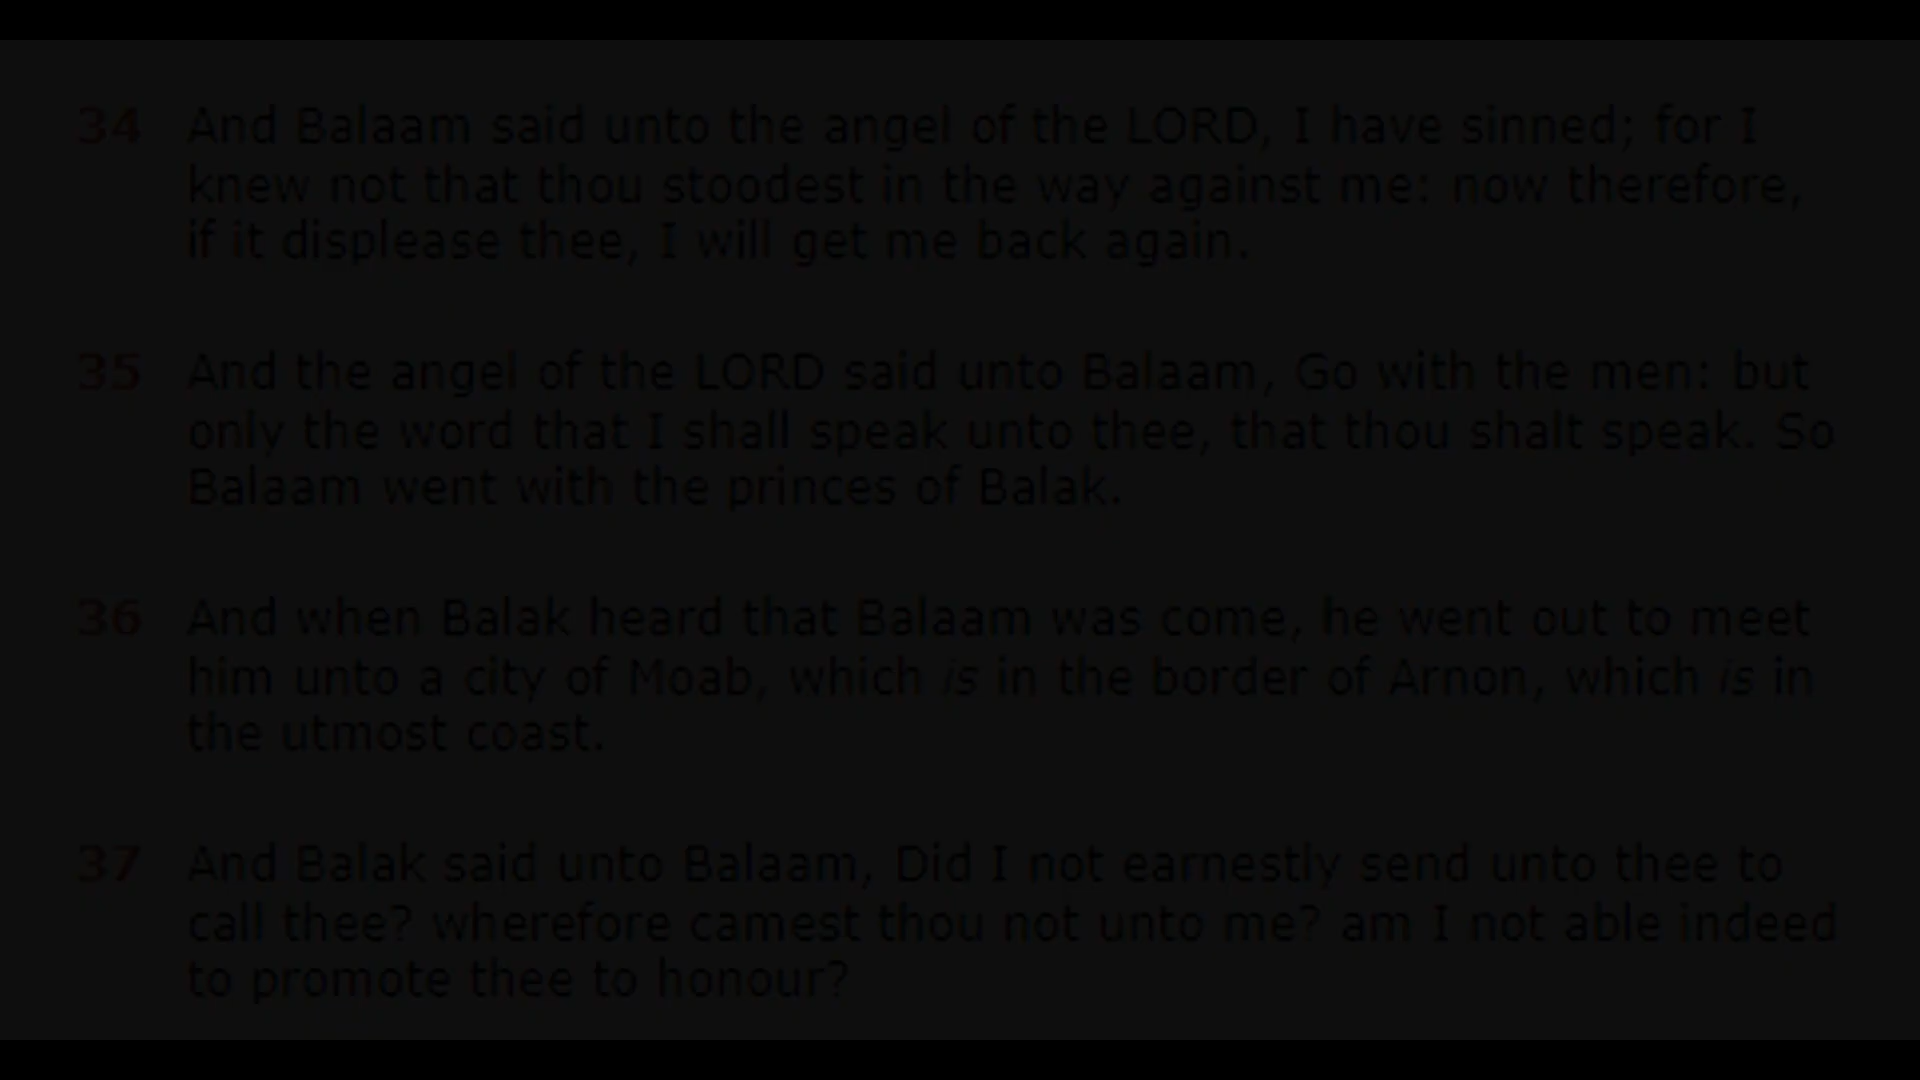 34 And Balaam said unto the angel of the LORD, I have sinned; for I
knew not that thou stoodest in the way against me: now therefore,
if it displease thee, I will get me back again.
35 And the angel of the LORD said unto Balaam, Go with the men: but
only the word that I shall speak unto thee, that thou shalt speak. So
Balaam went with the princes of Balak.
36 And when Balak heard that Balaam was come, he went out to meet
him unto a city of Moab, which is in the border of Arnon, which is in
the utmost coast.
37 And Balak said unto Balaam, Did I not earnestly send unto thee to
call thee? wherefore camest thou not unto me? am I not able indeed
to promote thee to honour?